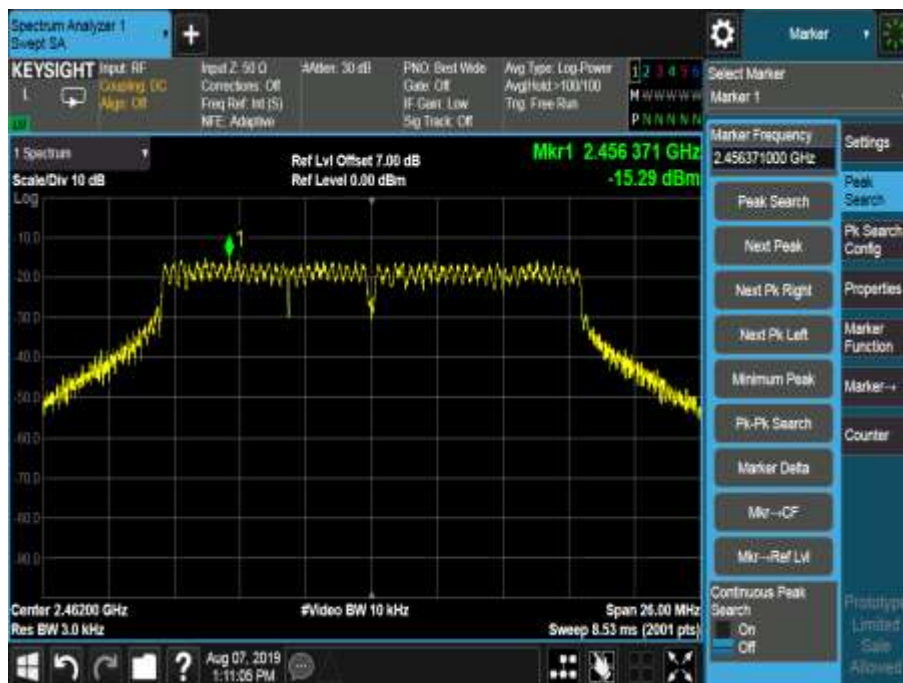 Spectrum Analyzer 1
Swept SA
+
Marker
KEYSIGHT
Input: RF
Coupling: DC
Align: Off
Input Z: 50 Ω
Corrections: Off
Freq Ref: Int (S)
NFE: Adaptive
#Atten: 30 dB
PNO: Best Wide
Gate: Off
IF Gain: Low
Sig Track: Off
Avg Type: Log-Power
Avg|Hold:>100/100
Trig: Free Run
1 2 3 4 5 6
M W W W W W
P N N N N N
Select Marker
Marker 1
1 Spectrum
Scale/Div 10 dB
Ref Lvl Offset 7.00 dB
Ref Level 0.00 dBm
Mkr1 2.456 371 GHz
-15.29 dBm
Log
-10.0
-20.0
-30.0
-40.0
-50.0
-60.0
-70.0
-80.0
-90.0
1
Center 2.46200 GHz
Res BW 3.0 kHz
#Video BW 10 kHz
Span 26.00 MHz
Sweep 8.53 ms (2001 pts)
Marker Frequency
2.456371000 GHz
Peak Search
Next Peak
Next Pk Right
Next Pk Left
Minimum Peak
Pk-Pk Search
Marker Delta
Mkr→CF
Mkr→Ref Lvl
Continuous Peak
Search
On
Off
Settings
Peak
Search
Pk Search
Config
Properties
Marker
Function
Marker→
Counter
Prototype
Limited
Sale
Allowed
?
Aug 07, 2019
1:11:06 PM